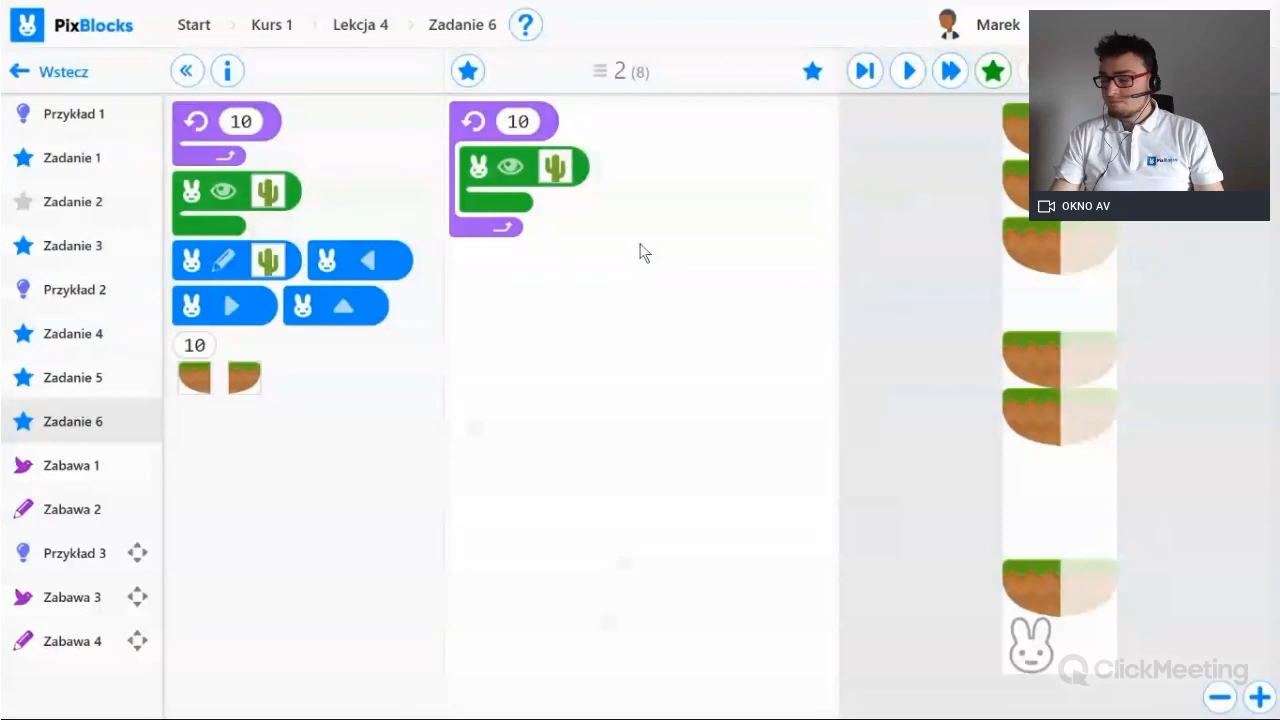 PixBlocks
Start
Kurs 1
Lekcja 4
Zadanie 6
?
Marek
Wstecz
2 (8)
Przykład 1
Zadanie 1
Zadanie 2
Zadanie 3
Przykład 2
Zadanie 4
Zadanie 5
Zadanie 6
Zabawa 1
Zabawa 2
Przykład 3
Zabawa 3
Zabawa 4
10
10
10
PixBlocks
OKNO AV
ClickMeeting